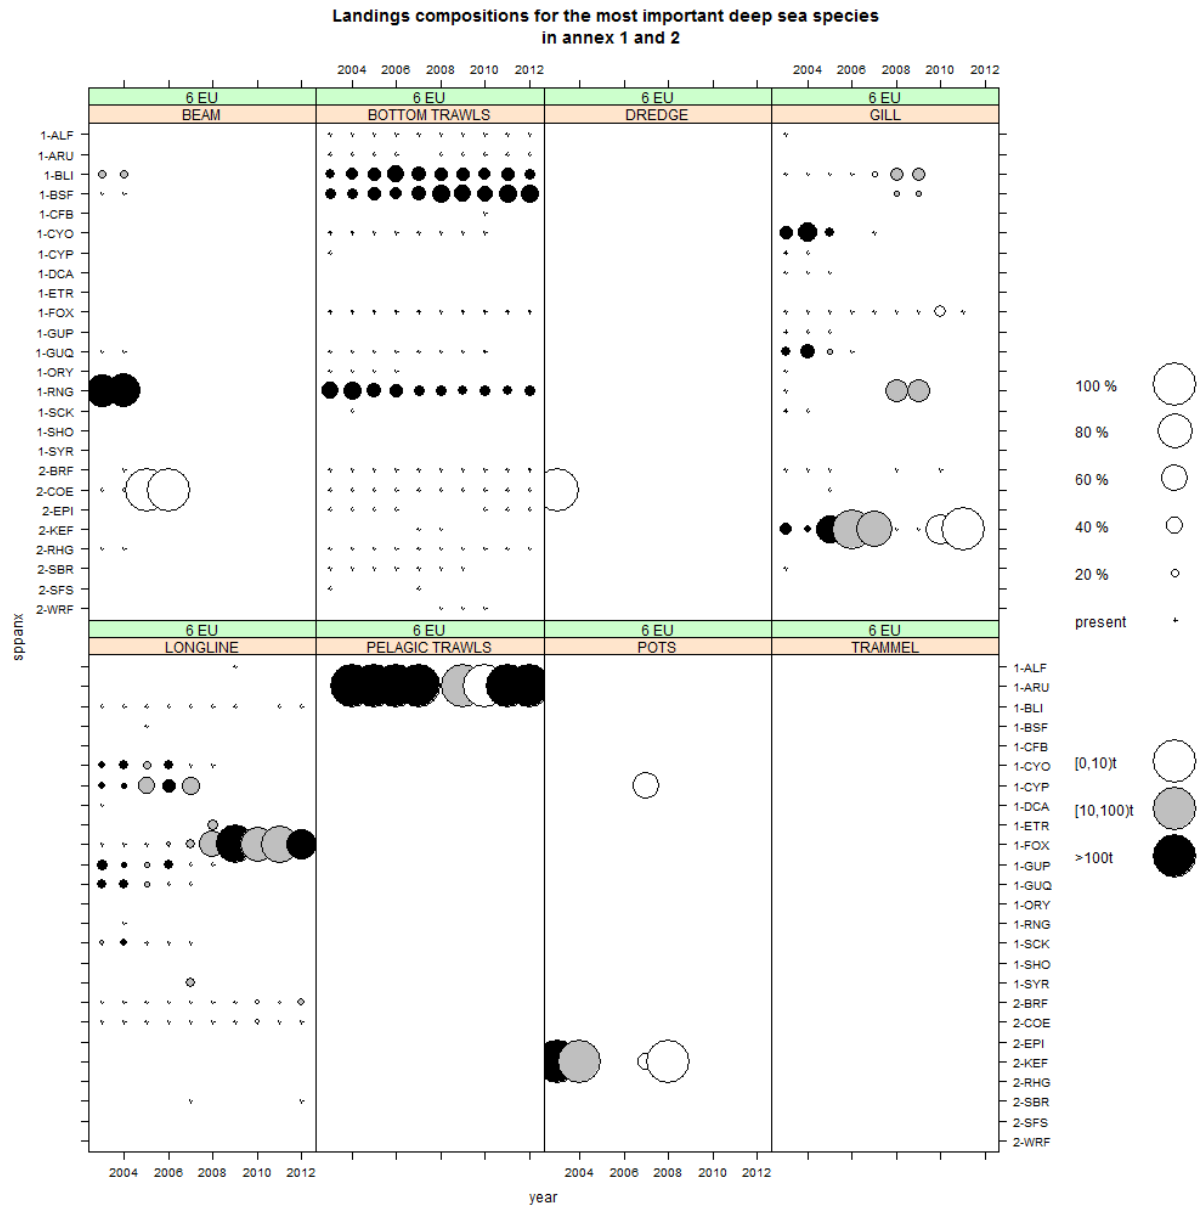 Landings compositions for the most important deep sea species
in annex 1 and 2
2004 2006 2008 2010 2012
2004 2006 2008 2010 2012
6 EU
6 EU
6 EU
6 EU
BEAM
BOTTOM TRAWLS
DREDGE
GILL
1-ALF
1-ARU
1-BLI
1-BSF
1-CFB
1-CYO
1-CYP
1-DCA
1-ETR
1-FOX
1-GUP
1-GUQ
1-ORY
1-RNG
1-SCK
1-SHO
1-SYR
2-BRF
2-COE
2-EPI
2-KEF
2-RHG
2-SBR
2-SFS
2-WRF
100 %
80 %
60 %
40 %
20 %
present
sppanx
6 EU
6 EU
6 EU
6 EU
LONGLINE
PELAGIC TRAWLS
POTS
TRAMMEL
1-ALF
1-ARU
1-BLI
1-BSF
1-CFB
1-CYO
1-CYP
1-DCA
1-ETR
1-FOX
1-GUP
1-GUQ
1-ORY
1-RNG
1-SCK
1-SHO
1-SYR
2-BRF
2-COE
2-EPI
2-KEF
2-RHG
2-SBR
2-SFS
2-WRF
[0,10)t
[10,100)t
>100t
2004 2006 2008 2010 2012
2004 2006 2008 2010 2012
year